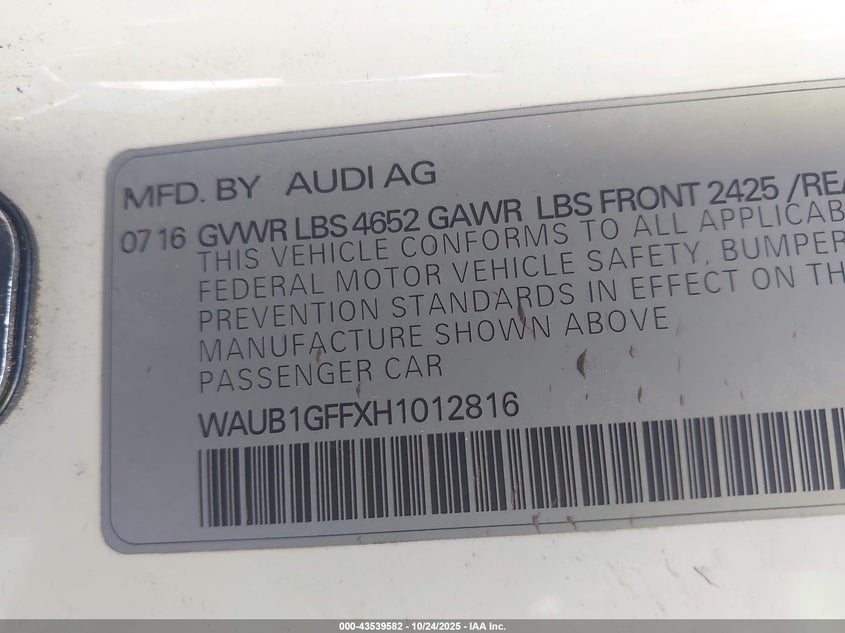 MFD. BY AUDI AG
07 16 GVWR LBS 4652 GAWR LBS FRONT 2425 /REA
THIS VEHICLE CONFORMS TO ALL APPLICAB
FEDERAL MOTOR VEHICLE SAFETY, BUMPER
PREVENTION STANDARDS IN EFFECT ON TH
MANUFACTURE SHOWN ABOVE
PASSENGER CAR
WAUB1GFFXH1012816
000-43539582 - 10/24/2025 - IAA Inc.